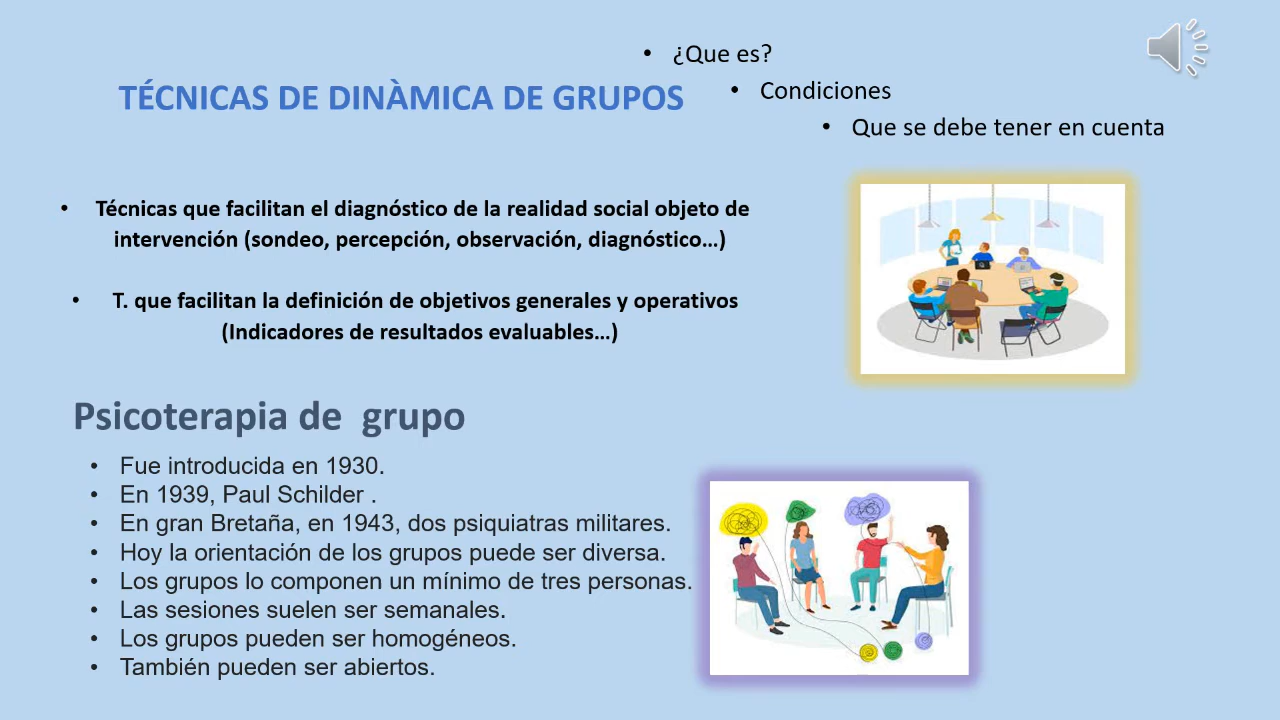 TÉCNICAS DE DINÀMICA DE GRUPOS
• ¿Que es?
• Condiciones
• Que se debe tener en cuenta
• Técnicas que facilitan el diagnóstico de la realidad social objeto de
intervención (sondeo, percepción, observación, diagnóstico…)
• T. que facilitan la definición de objetivos generales y operativos
(Indicadores de resultados evaluables…)
Psicoterapia de  grupo
• Fue introducida en 1930.
• En 1939, Paul Schilder .
• En gran Bretaña, en 1943, dos psiquiatras militares.
• Hoy la orientación de los grupos puede ser diversa.
• Los grupos lo componen un mínimo de tres personas.
• Las sesiones suelen ser semanales.
• Los grupos pueden ser homogéneos.
• También pueden ser abiertos.